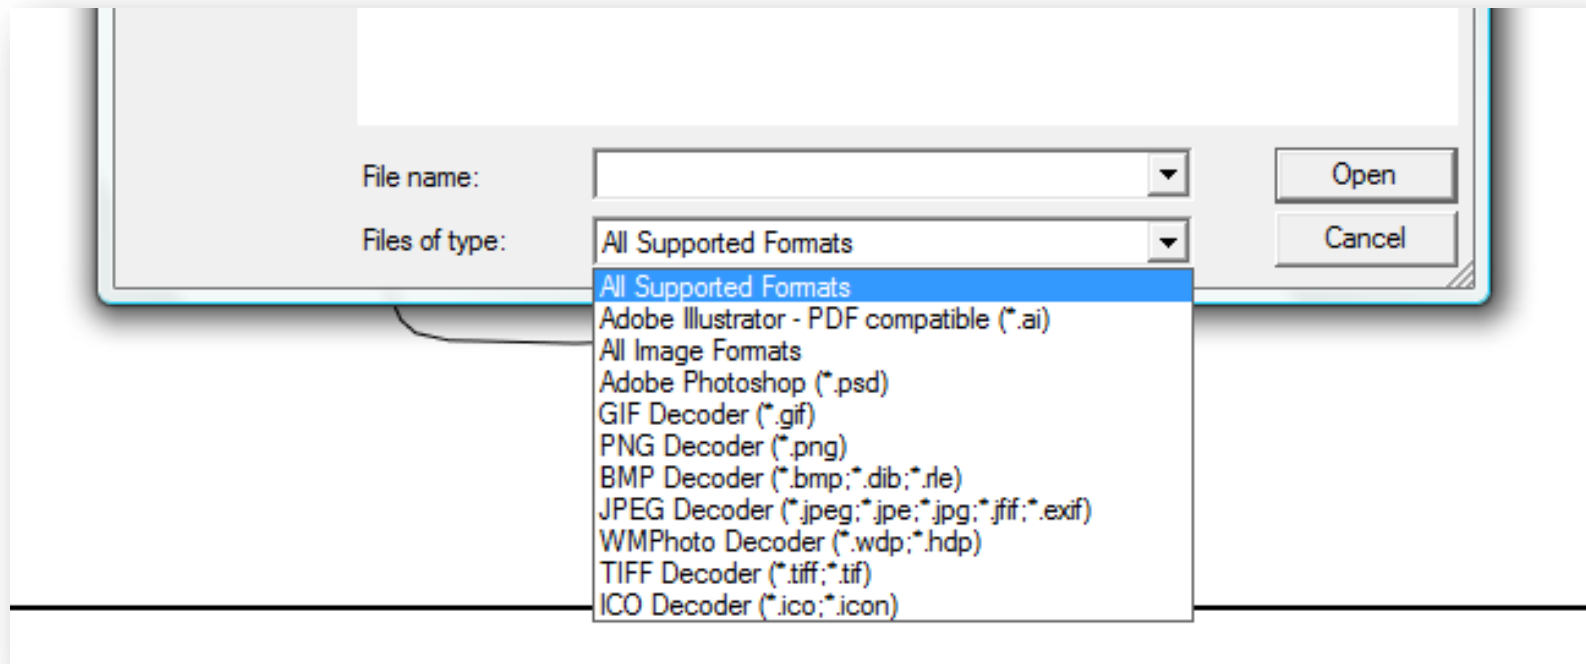 File name:
Open
Files of type:
All Supported Formats
Cancel
All Supported Formats
Adobe Illustrator - PDF compatible (*.ai)
All Image Formats
Adobe Photoshop (*.psd)
GIF Decoder (*.gif)
PNG Decoder (*.png)
BMP Decoder (*.bmp;*.dib;*.rle)
JPEG Decoder (*.jpeg;*.jpe;*.jpg;*.jfif;*.exif)
WMPhoto Decoder (*.wdp;*.hdp)
TIFF Decoder (*.tiff;*.tif)
ICO Decoder (*.ico;*.icon)